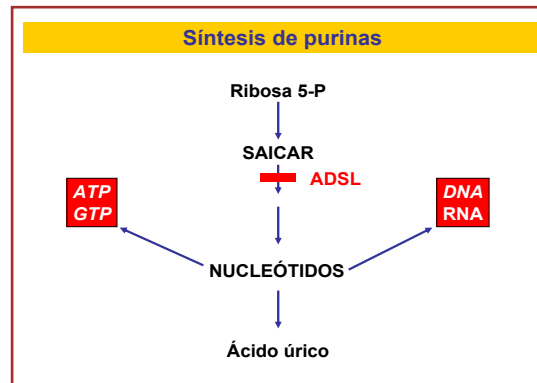 Síntesis de purinas
Ribosa 5-P
SAICAR
ADSL
ATP
GTP
DNA
RNA
NUCLEÓTIDOS
Ácido úrico